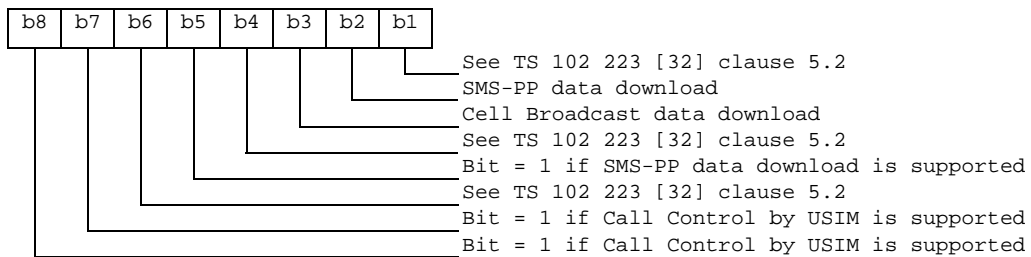 b8 b7 b6 b5 b4 b3 b2 b1
See TS 102 223 [32] clause 5.2
SMS-PP data download
Cell Broadcast data download
See TS 102 223 [32] clause 5.2
Bit = 1 if SMS-PP data download is supported
See TS 102 223 [32] clause 5.2
Bit = 1 if Call Control by USIM is supported
Bit = 1 if Call Control by USIM is supported